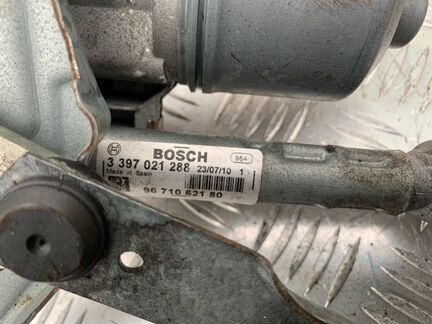 BOSCH 964
3 397 021 288 23/07/10 1
Made in Spain
96 710 621 80